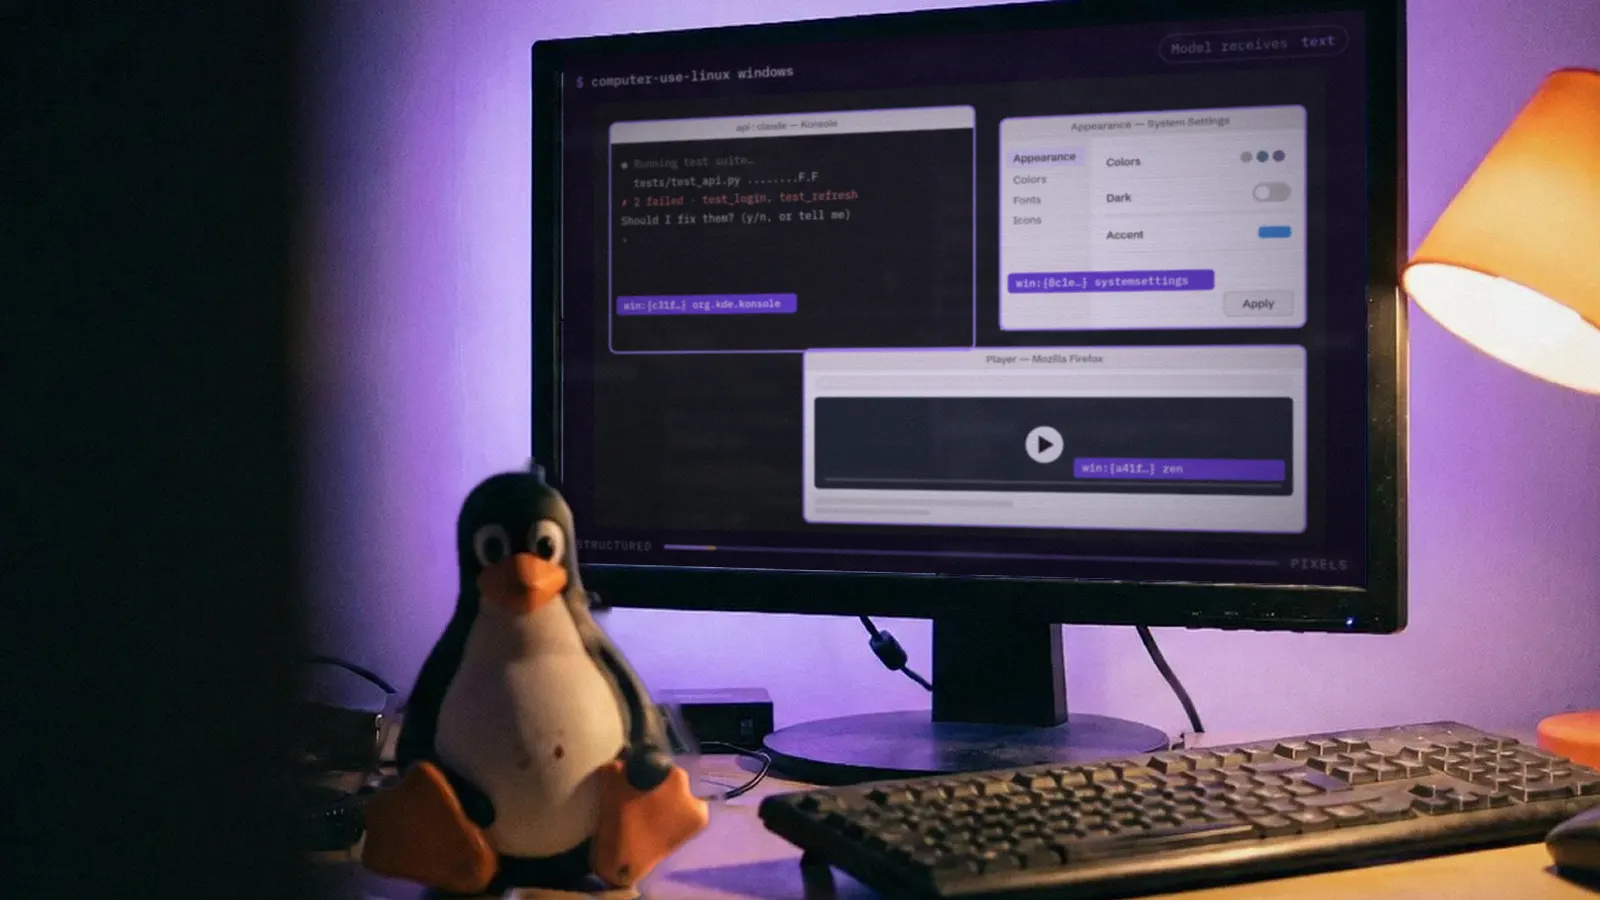 $ computer-use-linux windows
Model receives text
api-:claude — Konsole
● Running test suite…
tests/test_api.py ........F.F
✗ 2 failed · test_login, test_refresh
Should I fix them? (y/n, or tell me)
win:{c31f…} org.kde.konsole
Appearance — System Settings
Appearance
Colors
Fonts
Icons
Colors
Dark
Accent
win:{8c1e…} systemsettings
Apply
Player — Mozilla Firefox
win:{a41f…} zen
STRUCTURED
PIXELS